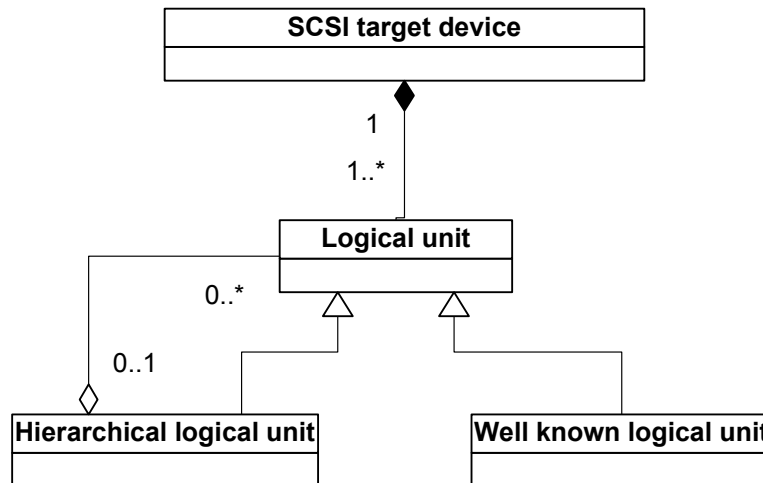 SCSI target device
1
1..*
Logical unit
0..*
0..1
Hierarchical logical unit
Well known logical unit